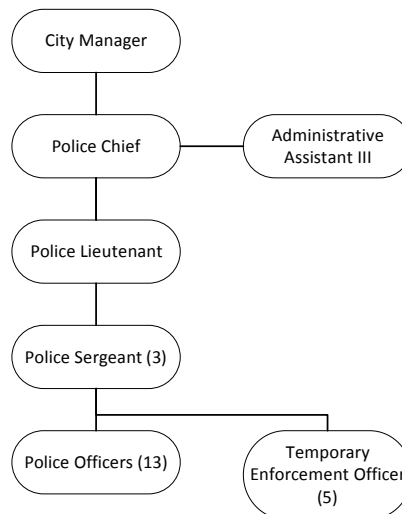 City Manager
Police Chief
Administrative
Assistant III
Police Lieutenant
Police Sergeant (3)
Police Officers (13)
Temporary
Enforcement Officer
(5)